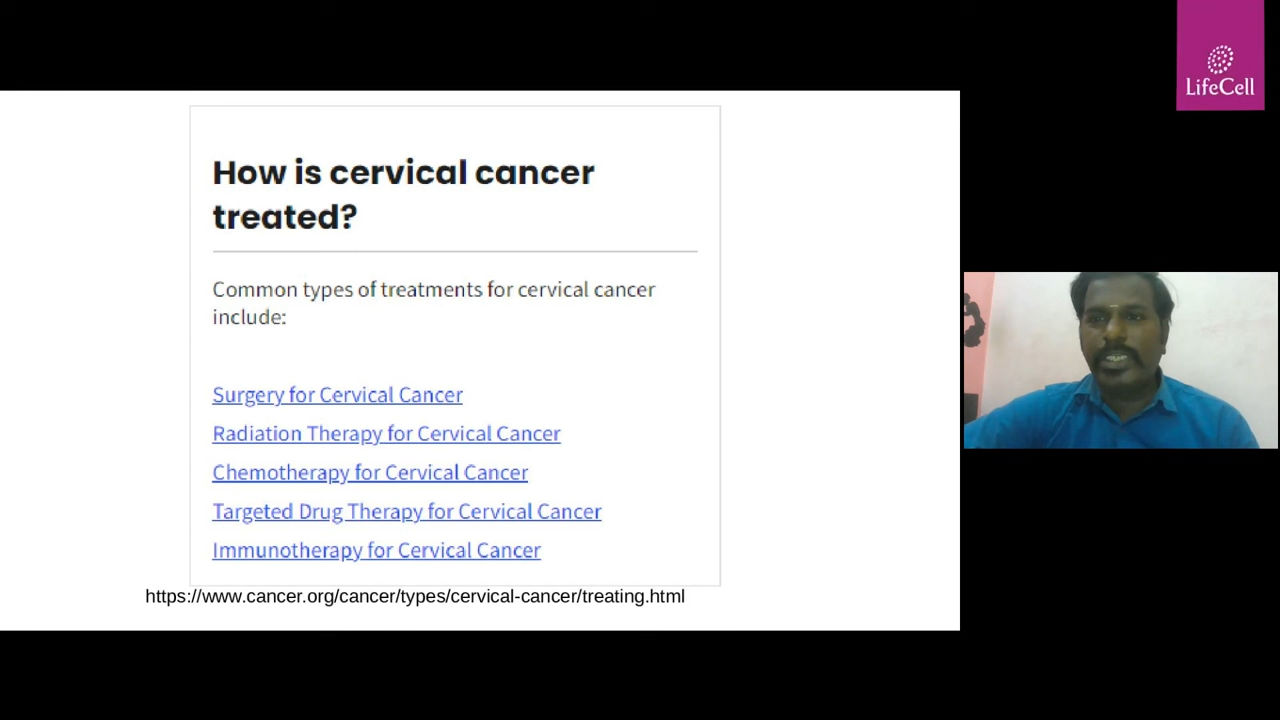 LifeCell
How is cervical cancer
treated?
Common types of treatments for cervical cancer
include:
Surgery for Cervical Cancer
Radiation Therapy for Cervical Cancer
Chemotherapy for Cervical Cancer
Targeted Drug Therapy for Cervical Cancer
Immunotherapy for Cervical Cancer
https://www.cancer.org/cancer/types/cervical-cancer/treating.html